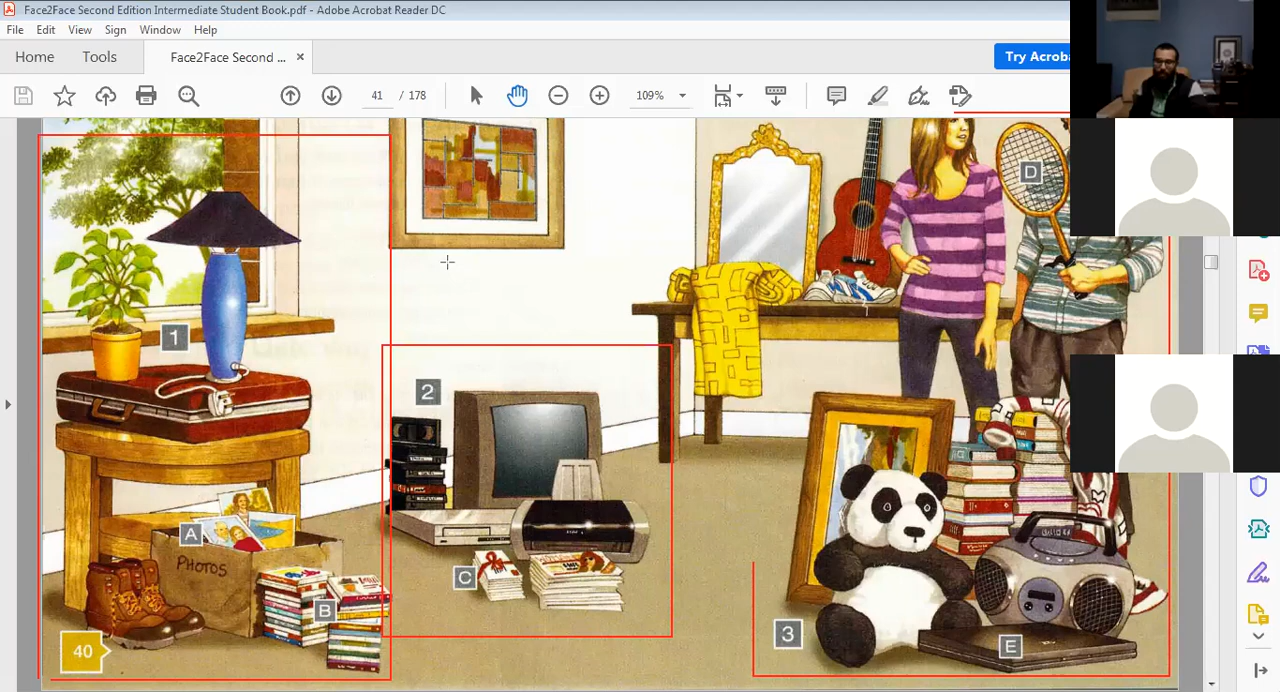 Face2Face Second Edition Intermediate Student Book.pdf - Adobe Acrobat Reader DC
File Edit View Sign Window Help
Home Tools Face2Face Second ... × Try Acroba
41 / 178 109%
D
1
2
A
PHOTOS
C
B
40
3
E